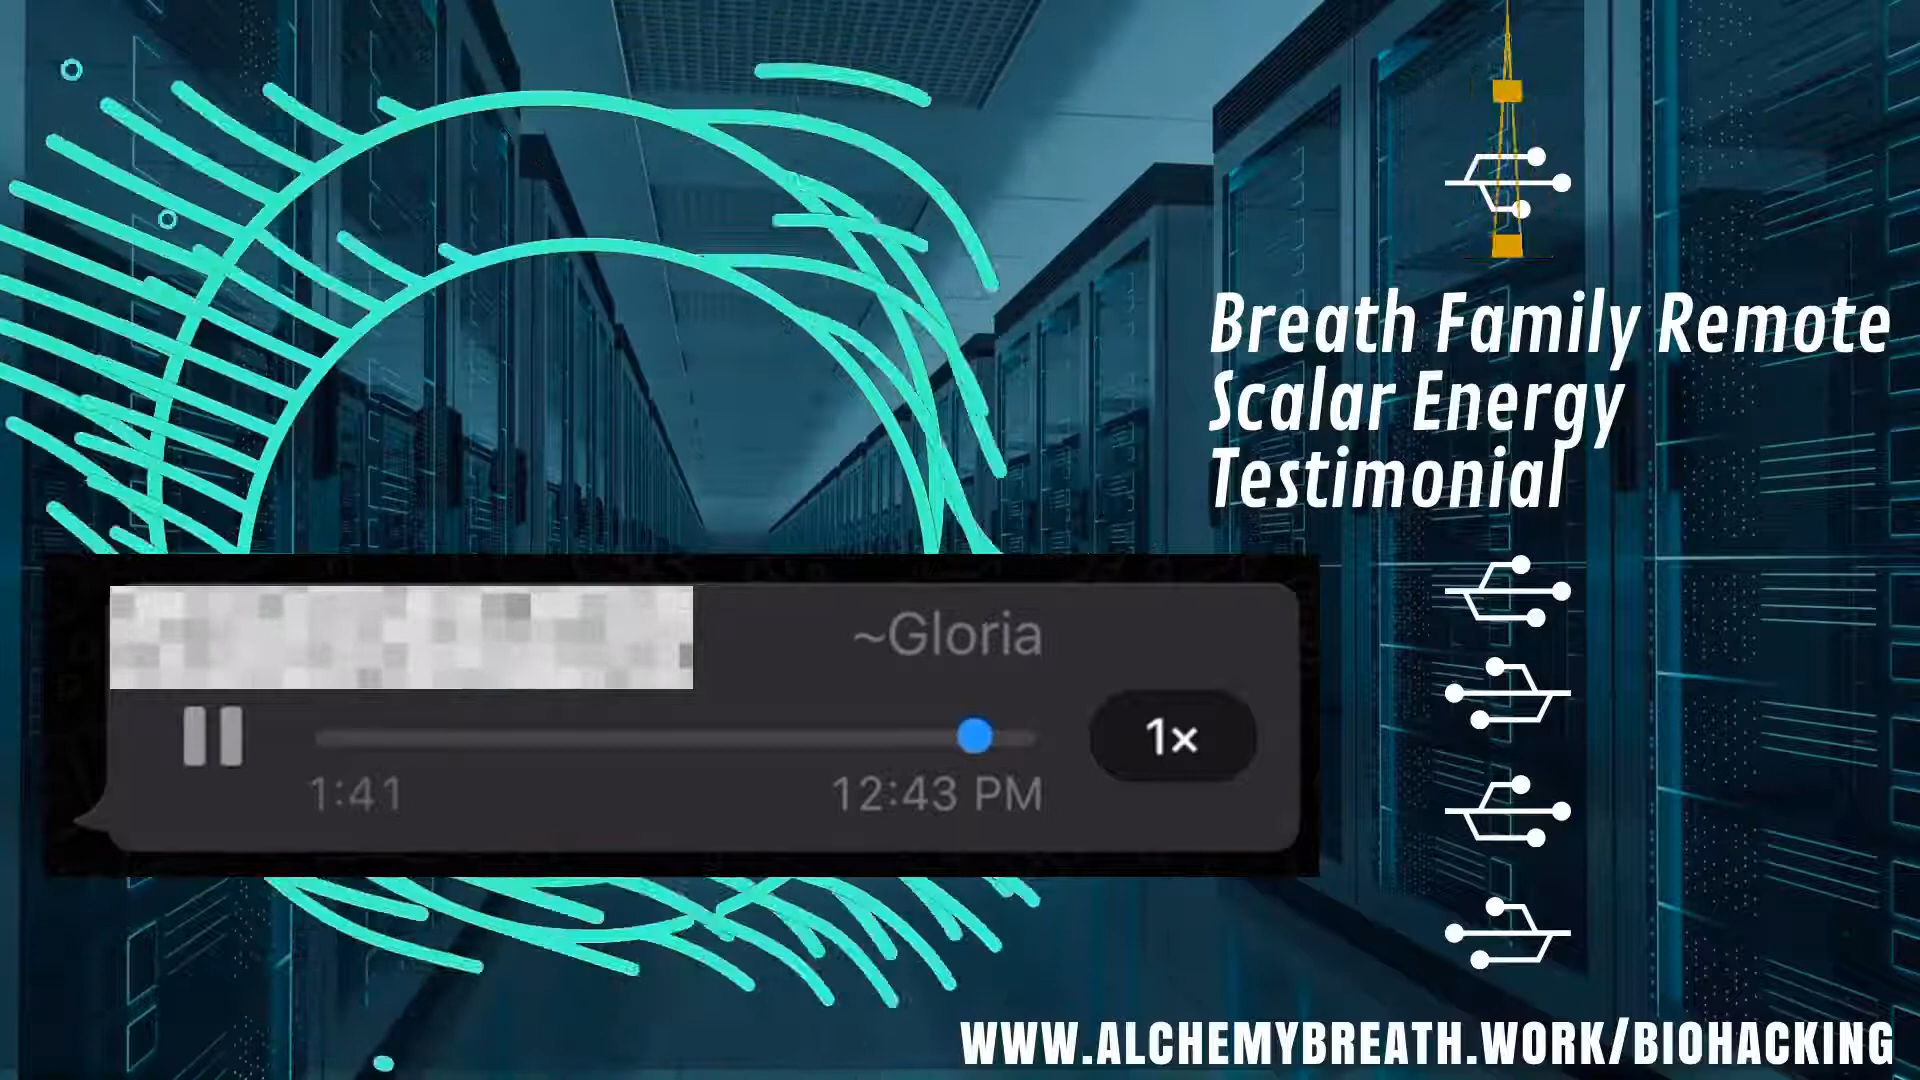 Breath Family Remote
Scalar Energy
Testimonial
~Gloria
1x
1:41
12:43 PM
WWW.ALCHEMYBREATH.WORK/BIOHACKING